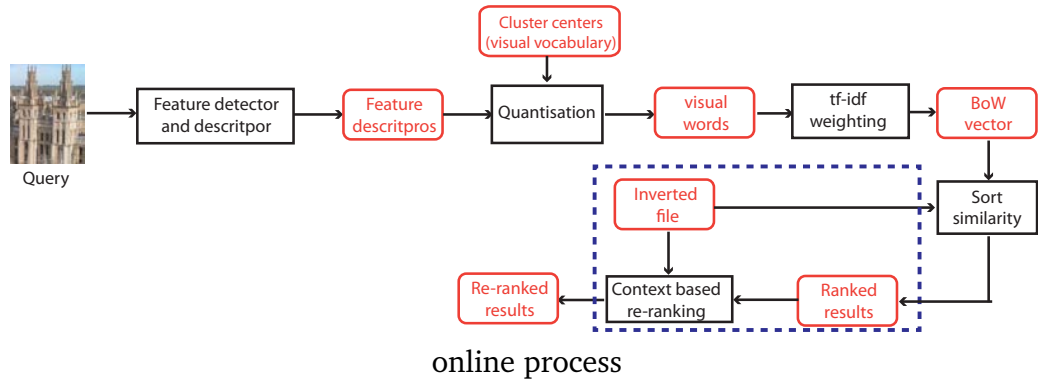 Cluster centers
(visual vocabulary)
Query
Feature detector
and descritpor
Feature
descritpros
Quantisation
visual
words
tf-idf
weighting
BoW
vector
Inverted
file
Sort
similarity
Re-ranked
results
Context based
re-ranking
Ranked
results
online process